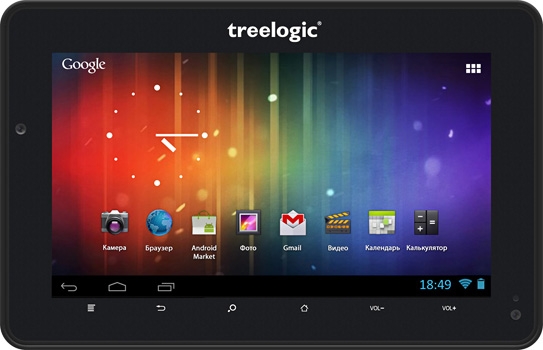 treelogic®
Google
Камера
Браузер
Android
Market
Фото
Gmail
Видео
Календарь
Калькулятор
18:49
VOL−
VOL+